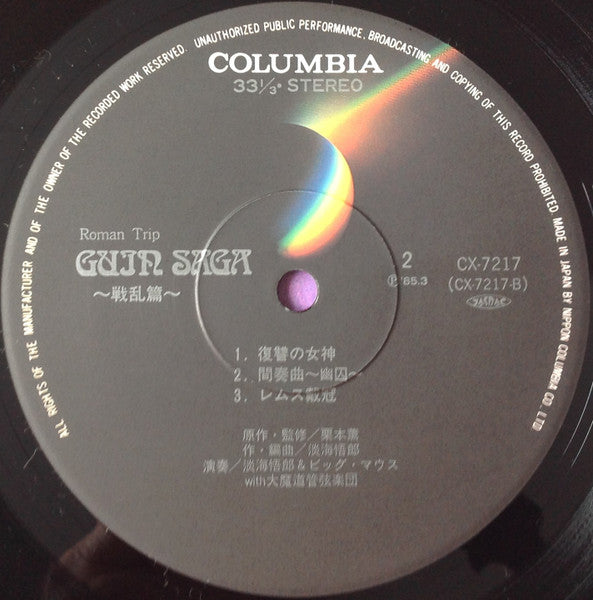 ALL RIGHTS OF THE MANUFACTURER AND OF THE OWNER OF THE RECORDED WORK RESERVED. UNAUTHORIZED PUBLIC PERFORMANCE. BROADCASTING AND COPYING OF THIS RECORD PROHIBITED. MADE IN JAPAN BY NIPPON COLUMBIA CO. LTD
COLUMBIA
33⅓ STEREO
Roman Trip
GUIN SAGA
～戦乱篇～
2
Ⓟ'85.3
CX-7217
(CX-7217-B)
1. 復讐の女神
2. 間奏曲～幽囚～
3. レムス戴冠
原作・監修／栗本薫
作・編曲／淡海悟郎
演奏／淡海悟郎＆ビッグ・マウス
with大魔道管弦楽団